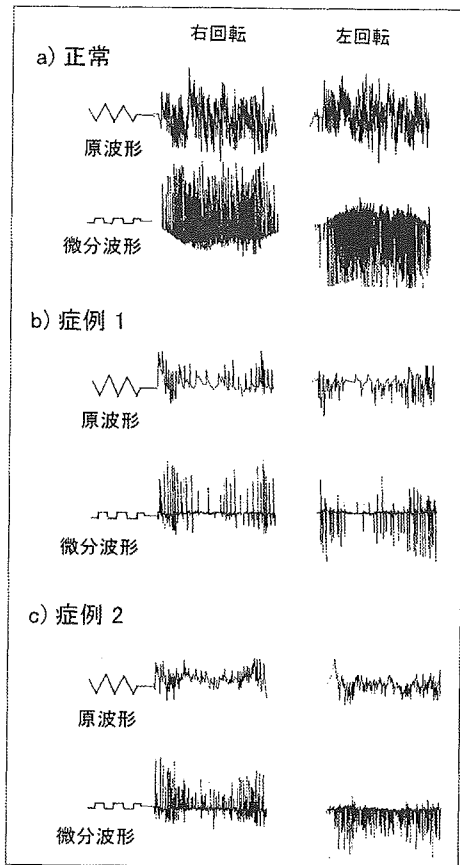 右回転 左回転
a) 正常
原波形
微分波形
b) 症例 1
原波形
微分波形
c) 症例 2
原波形
微分波形